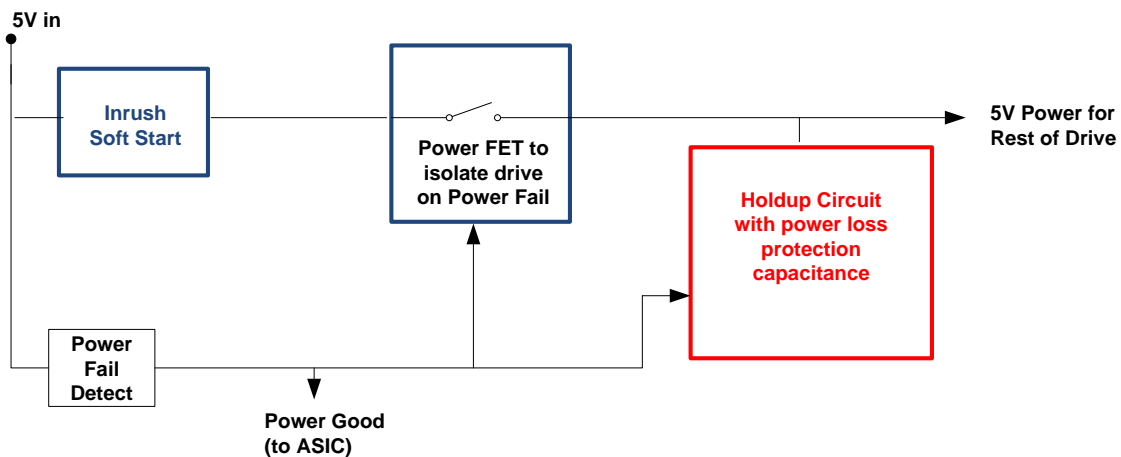 5V in
Inrush
Soft Start
Power FET to
isolate drive
on Power Fail
5V Power for
Rest of Drive
Holdup Circuit
with power loss
protection
capacitance
Power
Fail
Detect
Power Good
(to ASIC)